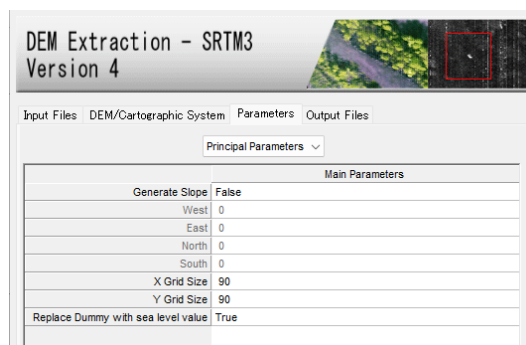 DEM Extraction - SRTM3
Version 4
Input Files DEM/Cartographic System Parameters Output Files
Principal Parameters
Main Parameters
Generate Slope False
West 0
East 0
North 0
South 0
X Grid Size 90
Y Grid Size 90
Replace Dummy with sea level value True